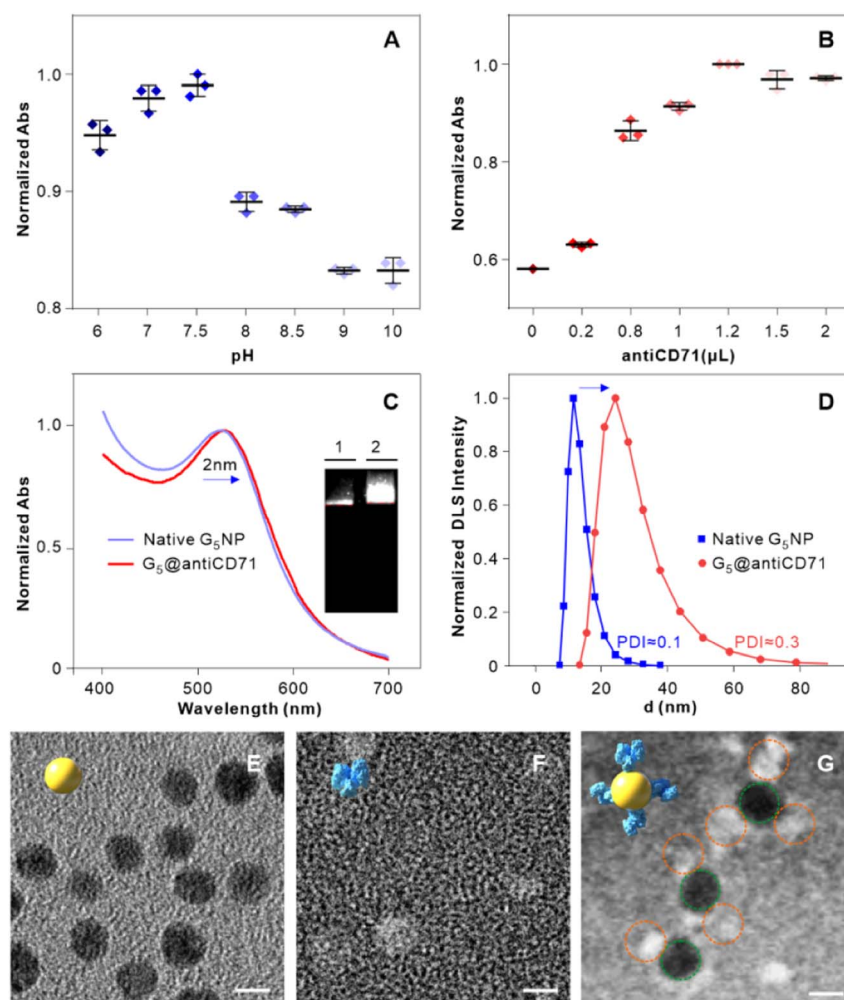 A
Normalized Abs
1.0
0.9
0.8
6 7 7.5 8 8.5 9 10
pH
B
Normalized Abs
1.0
0.8
0.6
0 0.2 0.8 1 1.2 1.5 2
antiCD71(µL)
C
Normalized Abs
1.0
0.5
0
2nm
1 2
Native G₅NP
G₅@antiCD71
400 500 600 700
Wavelength (nm)
D
Normalized DLS Intensity
1.0
0.8
0.6
0.4
0.2
0
Native G₅NP
G₅@antiCD71
PDI≈0.1 PDI≈0.3
0 20 40 60 80
d (nm)
E
F
G